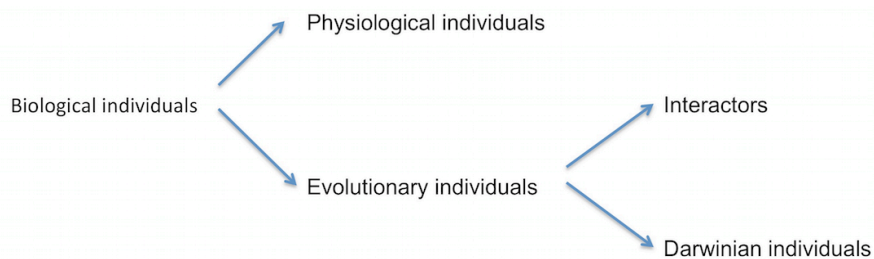 Physiological individuals
Biological individuals
Interactors
Evolutionary individuals
Darwinian individuals